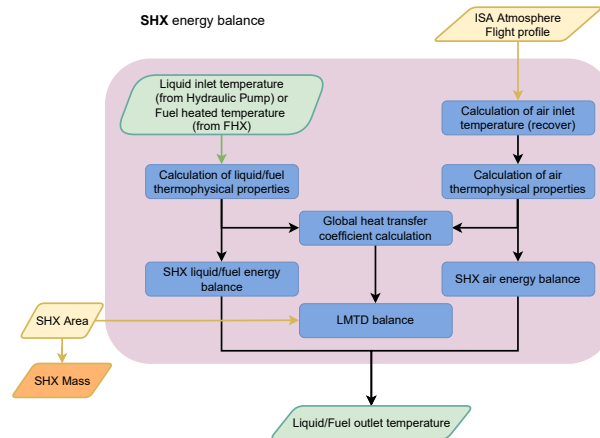 SHX energy balance
ISA Atmosphere
Flight profile
Liquid inlet temperature
(from Hydraulic Pump) or
Fuel heated temperature
(from FHX)
Calculation of air inlet
temperature (recover)
Calculation of liquid/fuel
thermophysical properties
Calculation of air
thermophysical properties
Global heat transfer
coefficient calculation
SHX liquid/fuel energy
balance
SHX air energy balance
SHX Area
LMTD balance
SHX Mass
Liquid/Fuel outlet temperature